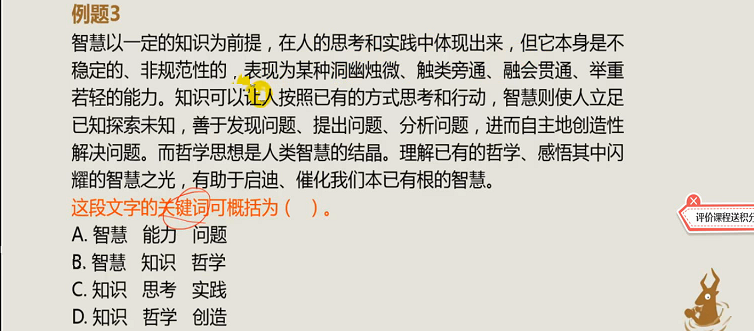 例题3
智慧以一定的知识为前提，在人的思考和实践中体现出来，但它本身是不
稳定的、非规范性的，表现为某种洞幽烛微、触类旁通、融会贯通、举重
若轻的能力。知识可以让人按照已有的方式思考和行动，智慧则使人立足
已知探索未知，善于发现问题、提出问题、分析问题，进而自主地创造性
解决问题。而哲学思想是人类智慧的结晶。理解已有的哲学、感悟其中闪
耀的智慧之光，有助于启迪、催化我们本已有根的智慧。
这段文字的关键词可概括为（ ）。
A. 智慧 能力 问题
B. 智慧 知识 哲学
C. 知识 思考 实践
D. 知识 哲学 创造
评价课程送积分